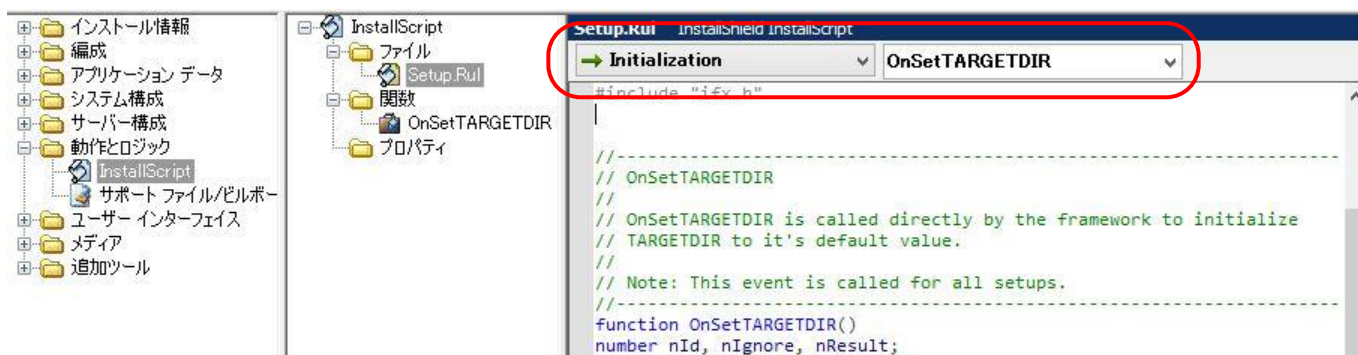 インストール情報
編成
アプリケーション データ
システム構成
サーバー構成
動作とロジック
InstallScript
サポート ファイル/ビルボー
ユーザー インターフェイス
メディア
追加ツール
InstallScript
ファイル
Setup.Rul
関数
OnSetTARGETDIR
プロパティ
Setup.Rul InstallShield InstallScript
Initialization OnSetTARGETDIR
#include "ifx.h"
//---------------------------------------------------------------------------
// OnSetTARGETDIR
//
// OnSetTARGETDIR is called directly by the framework to initialize
// TARGETDIR to it's default value.
//
// Note: This event is called for all setups.
//---------------------------------------------------------------------------
function OnSetTARGETDIR()
number nId, nIgnore, nResult;